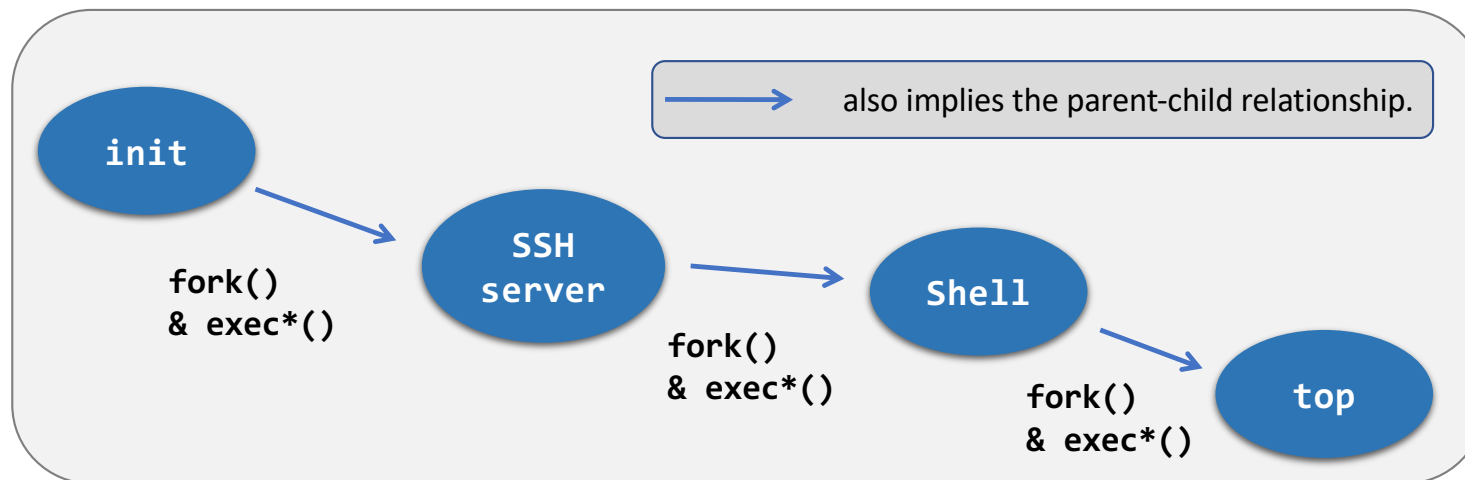 also implies the parent-child relationship.
init
SSH
server
fork()
& exec*()
Shell
fork()
& exec*()
top
fork()
& exec*()